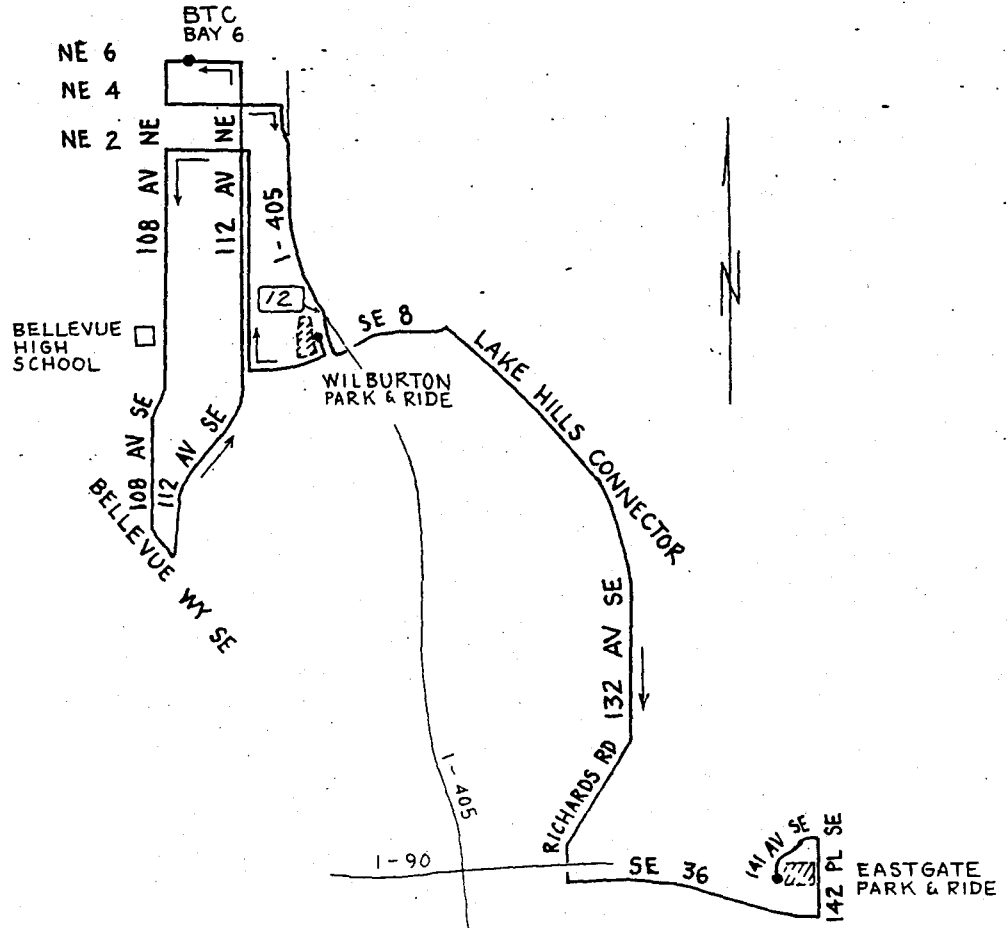 BTC
BAY 6
NE 6
NE 4
NE 2
108 AV NE
112 AV NE
I-405
12
SE 8
BELLEVUE
HIGH
SCHOOL
WILBURTON
PARK & RIDE
LAKE HILLS CONNECTOR
N
108 AV SE
112 AV SE
BELLEVUE WY SE
132 AV SE
RICHARDS RD
I-405
I-90
SE 36
141 AV SE
142 PL SE
EASTGATE
PARK & RIDE